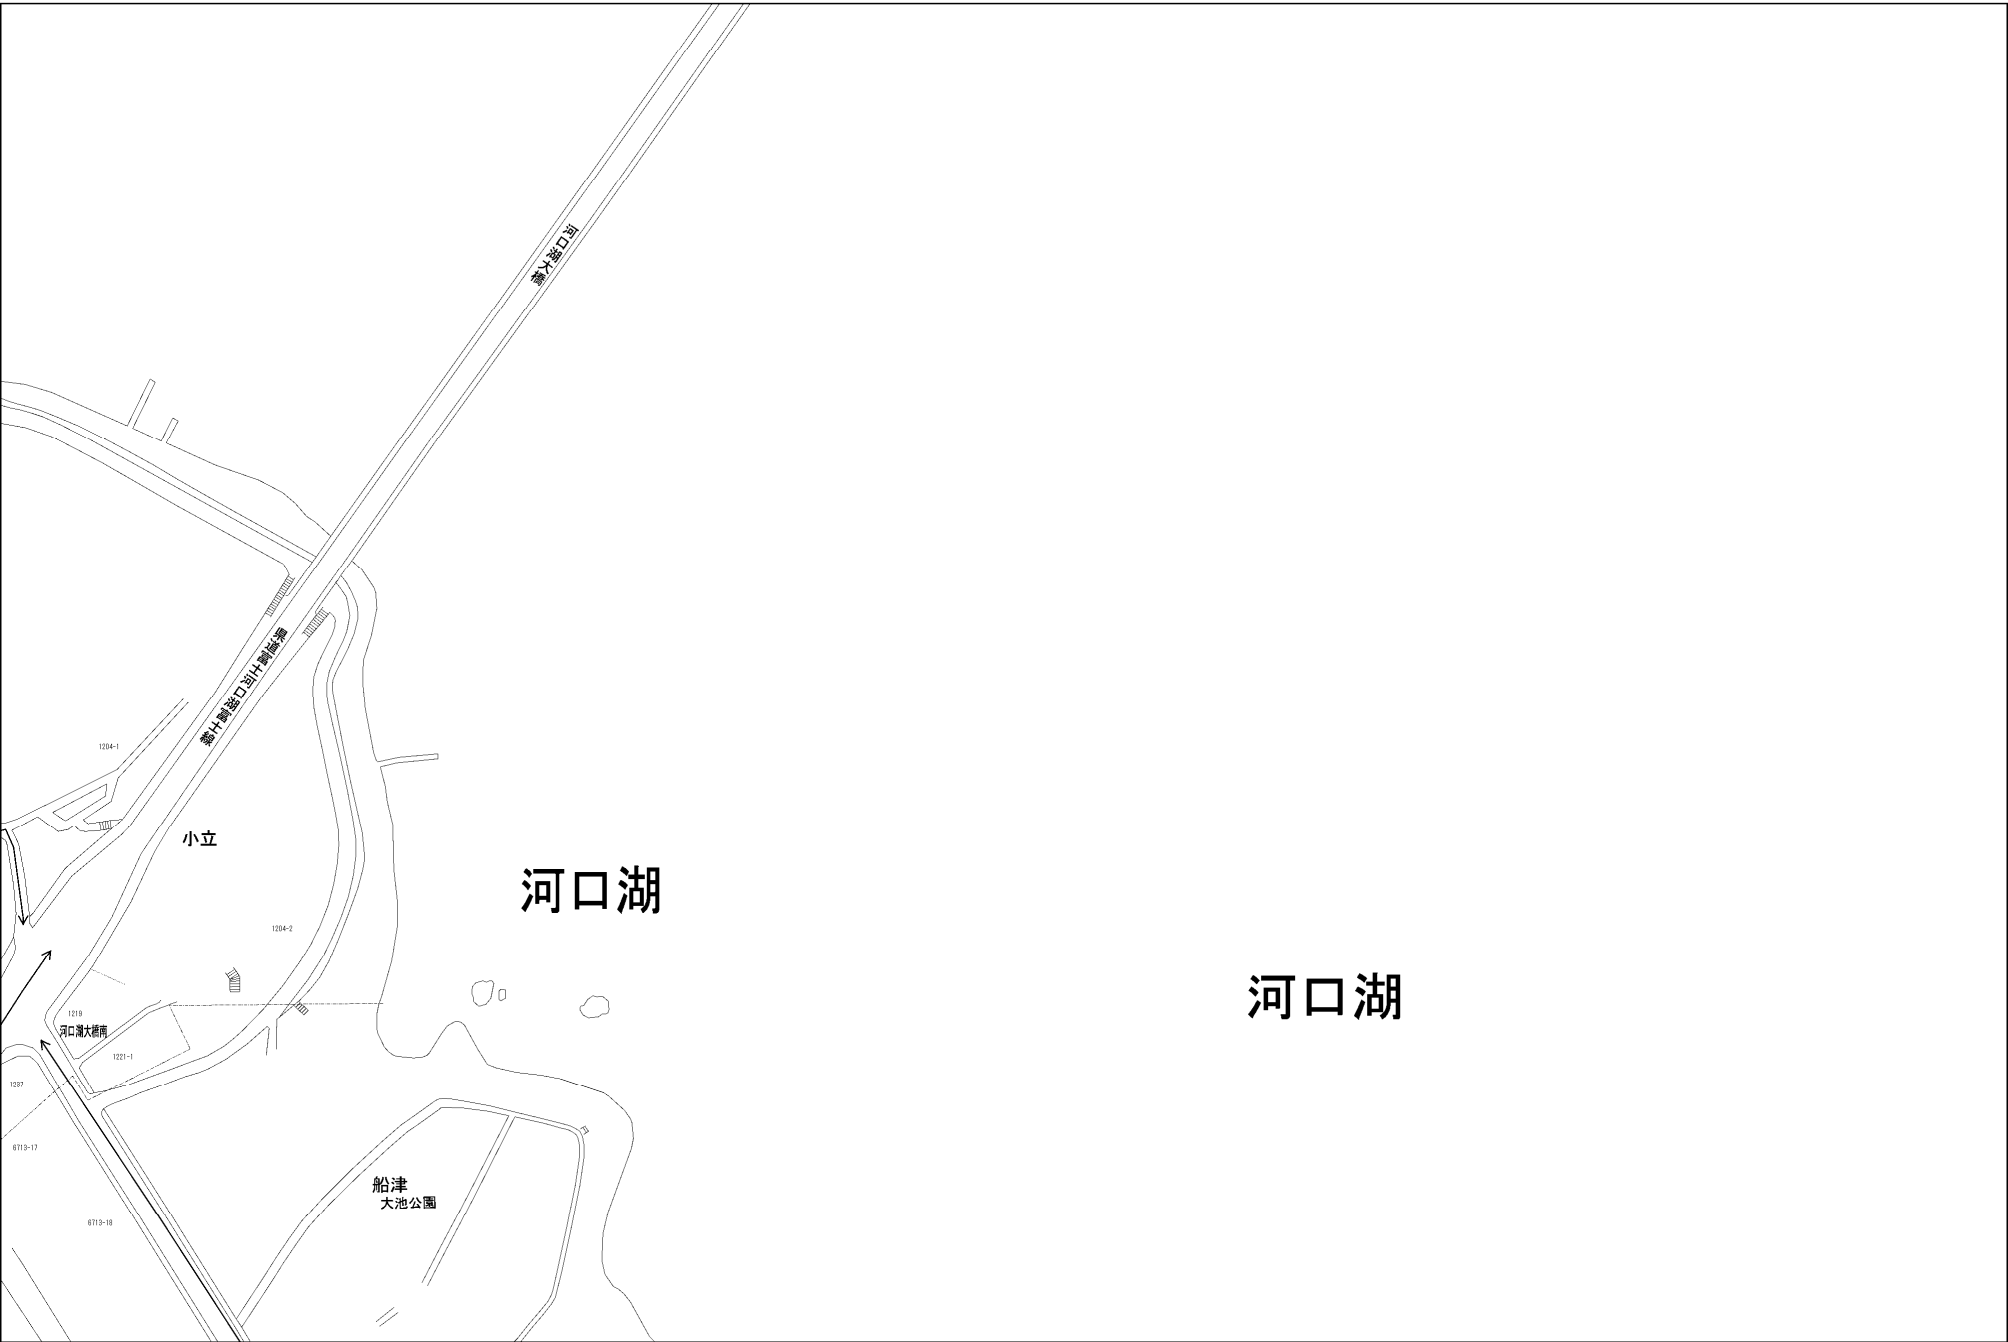 河口湖大橋
県道富士河口湖富士線
1204-1
小立
河口湖
1204-2
河口湖
1219
河口湖大橋南
1221-1
1237
6713-17
船津
大池公園
6713-18